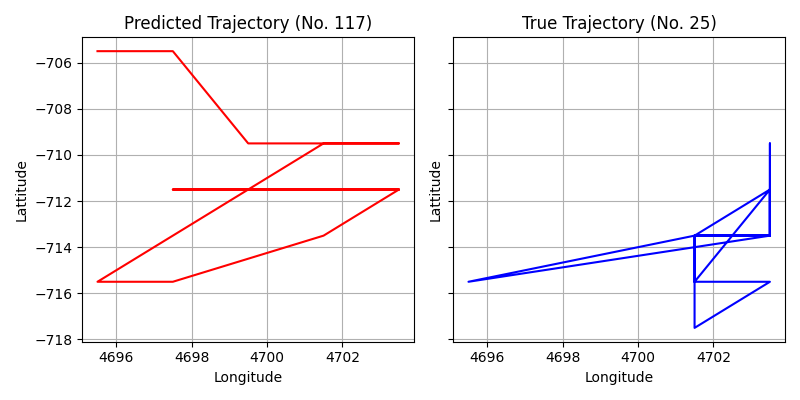 Predicted Trajectory (No. 117)
True Trajectory (No. 25)
Lattitude
−706
−708
−710
−712
−714
−716
−718
4696
4698
4700
4702
Longitude
Lattitude
4696
4698
4700
4702
Longitude